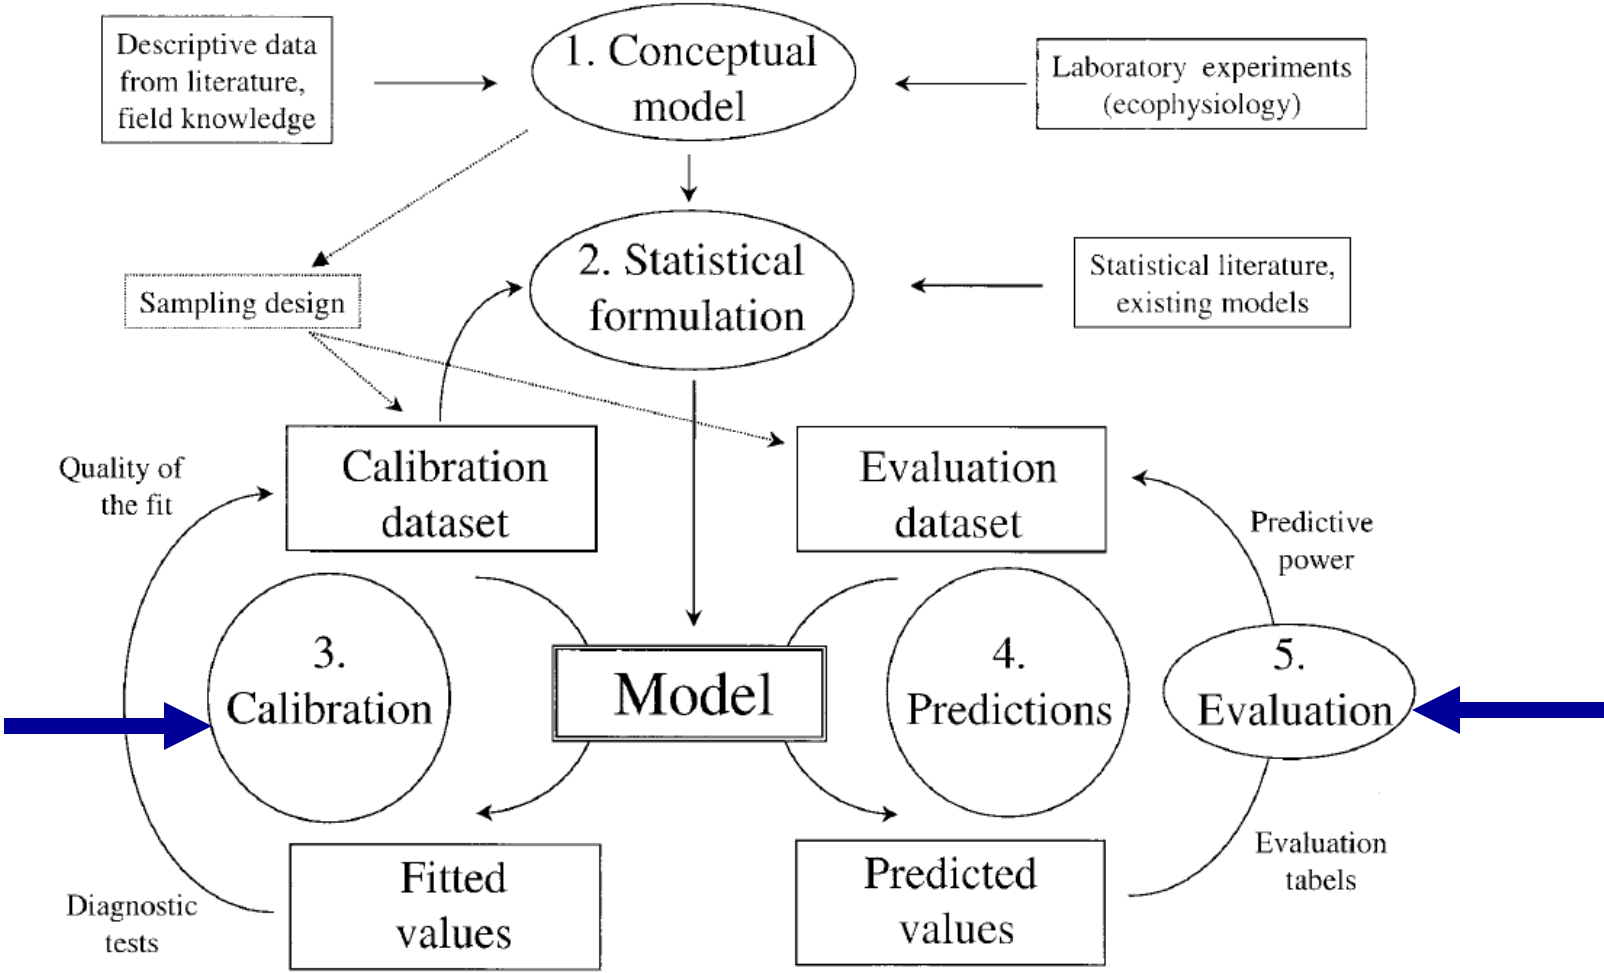 Descriptive data
from literature,
field knowledge
1. Conceptual
model
Laboratory experiments
(ecophysiology)
2. Statistical
formulation
Statistical literature,
existing models
Sampling design
Quality of
the fit
Calibration
dataset
Evaluation
dataset
Predictive
power
3.
Calibration
Model
4.
Predictions
5.
Evaluation
Diagnostic
tests
Fitted
values
Predicted
values
Evaluation
tabels